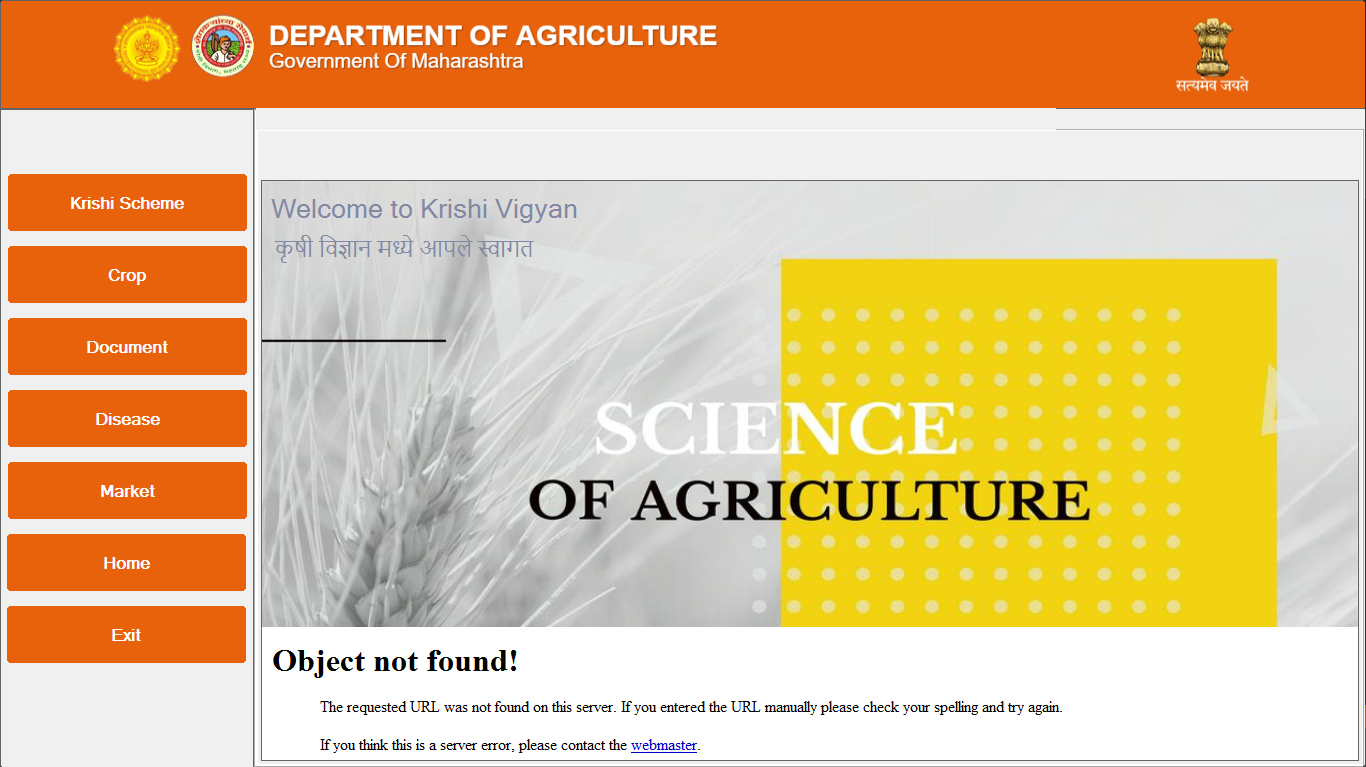 DEPARTMENT OF AGRICULTURE
Government Of Maharashtra
सत्यमेव जयते
Krishi Scheme
Crop
Document
Disease
Market
Home
Exit
Welcome to Krishi Vigyan
कृषी विज्ञान मध्ये आपले स्वागत
SCIENCE
OF AGRICULTURE
Object not found!
The requested URL was not found on this server. If you entered the URL manually please check your spelling and try again.
If you think this is a server error, please contact the webmaster.